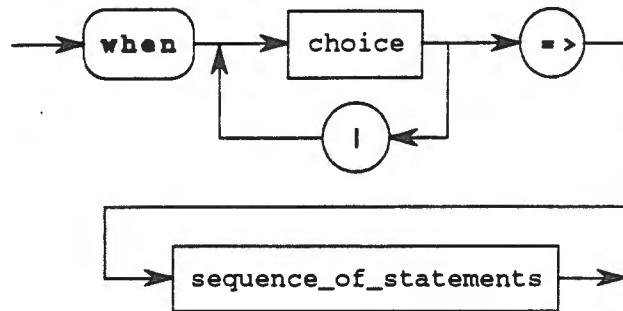 when choice =>
|
sequence_of_statements